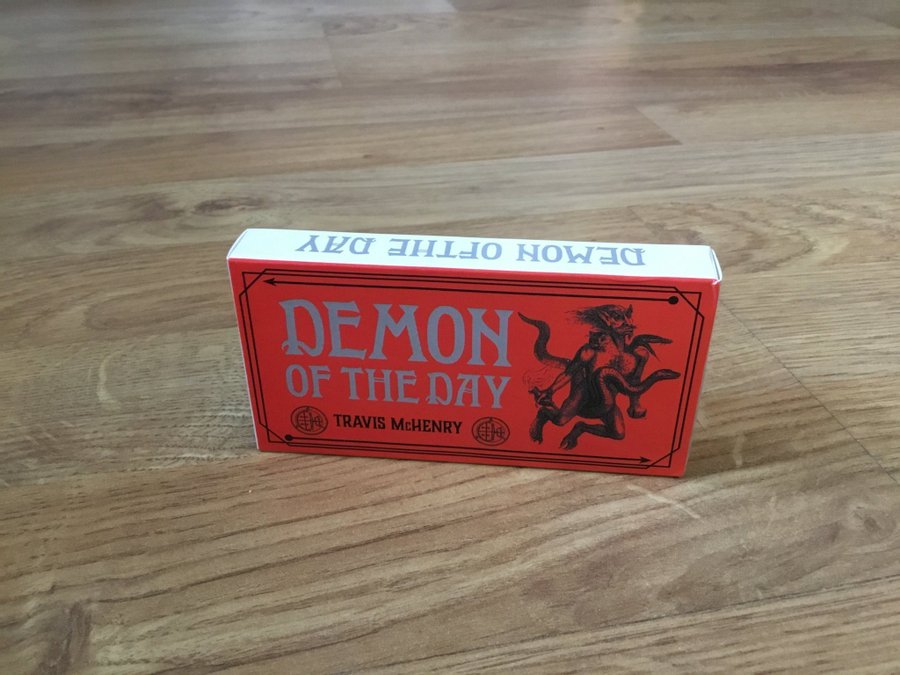 DEMON OF THE DAY
DEMON
OF THE DAY
TRAVIS McHENRY